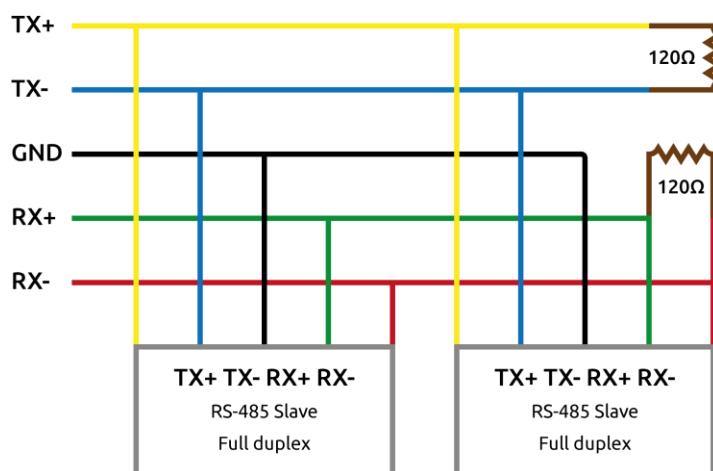 TX+
120Ω
TX-
GND
120Ω
RX+
RX-
TX+ TX- RX+ RX-
RS-485 Slave
Full duplex
TX+ TX- RX+ RX-
RS-485 Slave
Full duplex